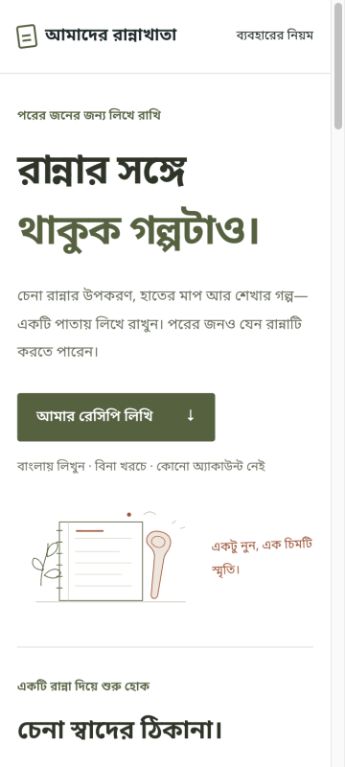 আমাদের রান্নাখাতা
ব্যবহারের নিয়ম
পরের জনের জন্য লিখে রাখি
রান্নার সঙ্গে
থাকুক গল্পটাও।
চেনা রান্নার উপকরণ, হাতের মাপ আর শেখার গল্প—
একটি পাতায় লিখে রাখুন। পরের জনও যেন রান্নাটি
করতে পারেন।
আমার রেসিপি লিখি ↓
বাংলায় লিখুন · বিনা খরচে · কোনো অ্যাকাউন্ট নেই
একটু নুন, এক চিমটি
স্মৃতি।
একটি রান্না দিয়ে শুরু হোক
চেনা স্বাদের ঠিকানা।